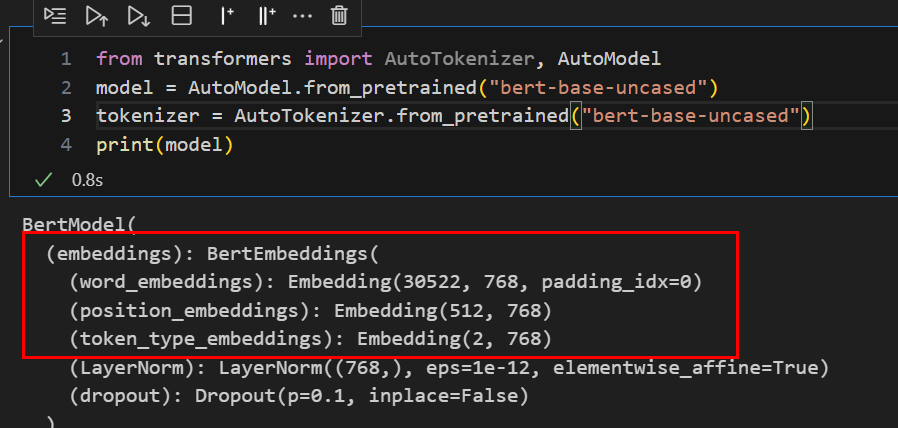 1 from transformers import AutoTokenizer, AutoModel
2 model = AutoModel.from_pretrained("bert-base-uncased")
3 tokenizer = AutoTokenizer.from_pretrained("bert-base-uncased")
4 print(model)
0.8s
BertModel(
(embeddings): BertEmbeddings(
(word_embeddings): Embedding(30522, 768, padding_idx=0)
(position_embeddings): Embedding(512, 768)
(token_type_embeddings): Embedding(2, 768)
(LayerNorm): LayerNorm((768,), eps=1e-12, elementwise_affine=True)
(dropout): Dropout(p=0.1, inplace=False)
)